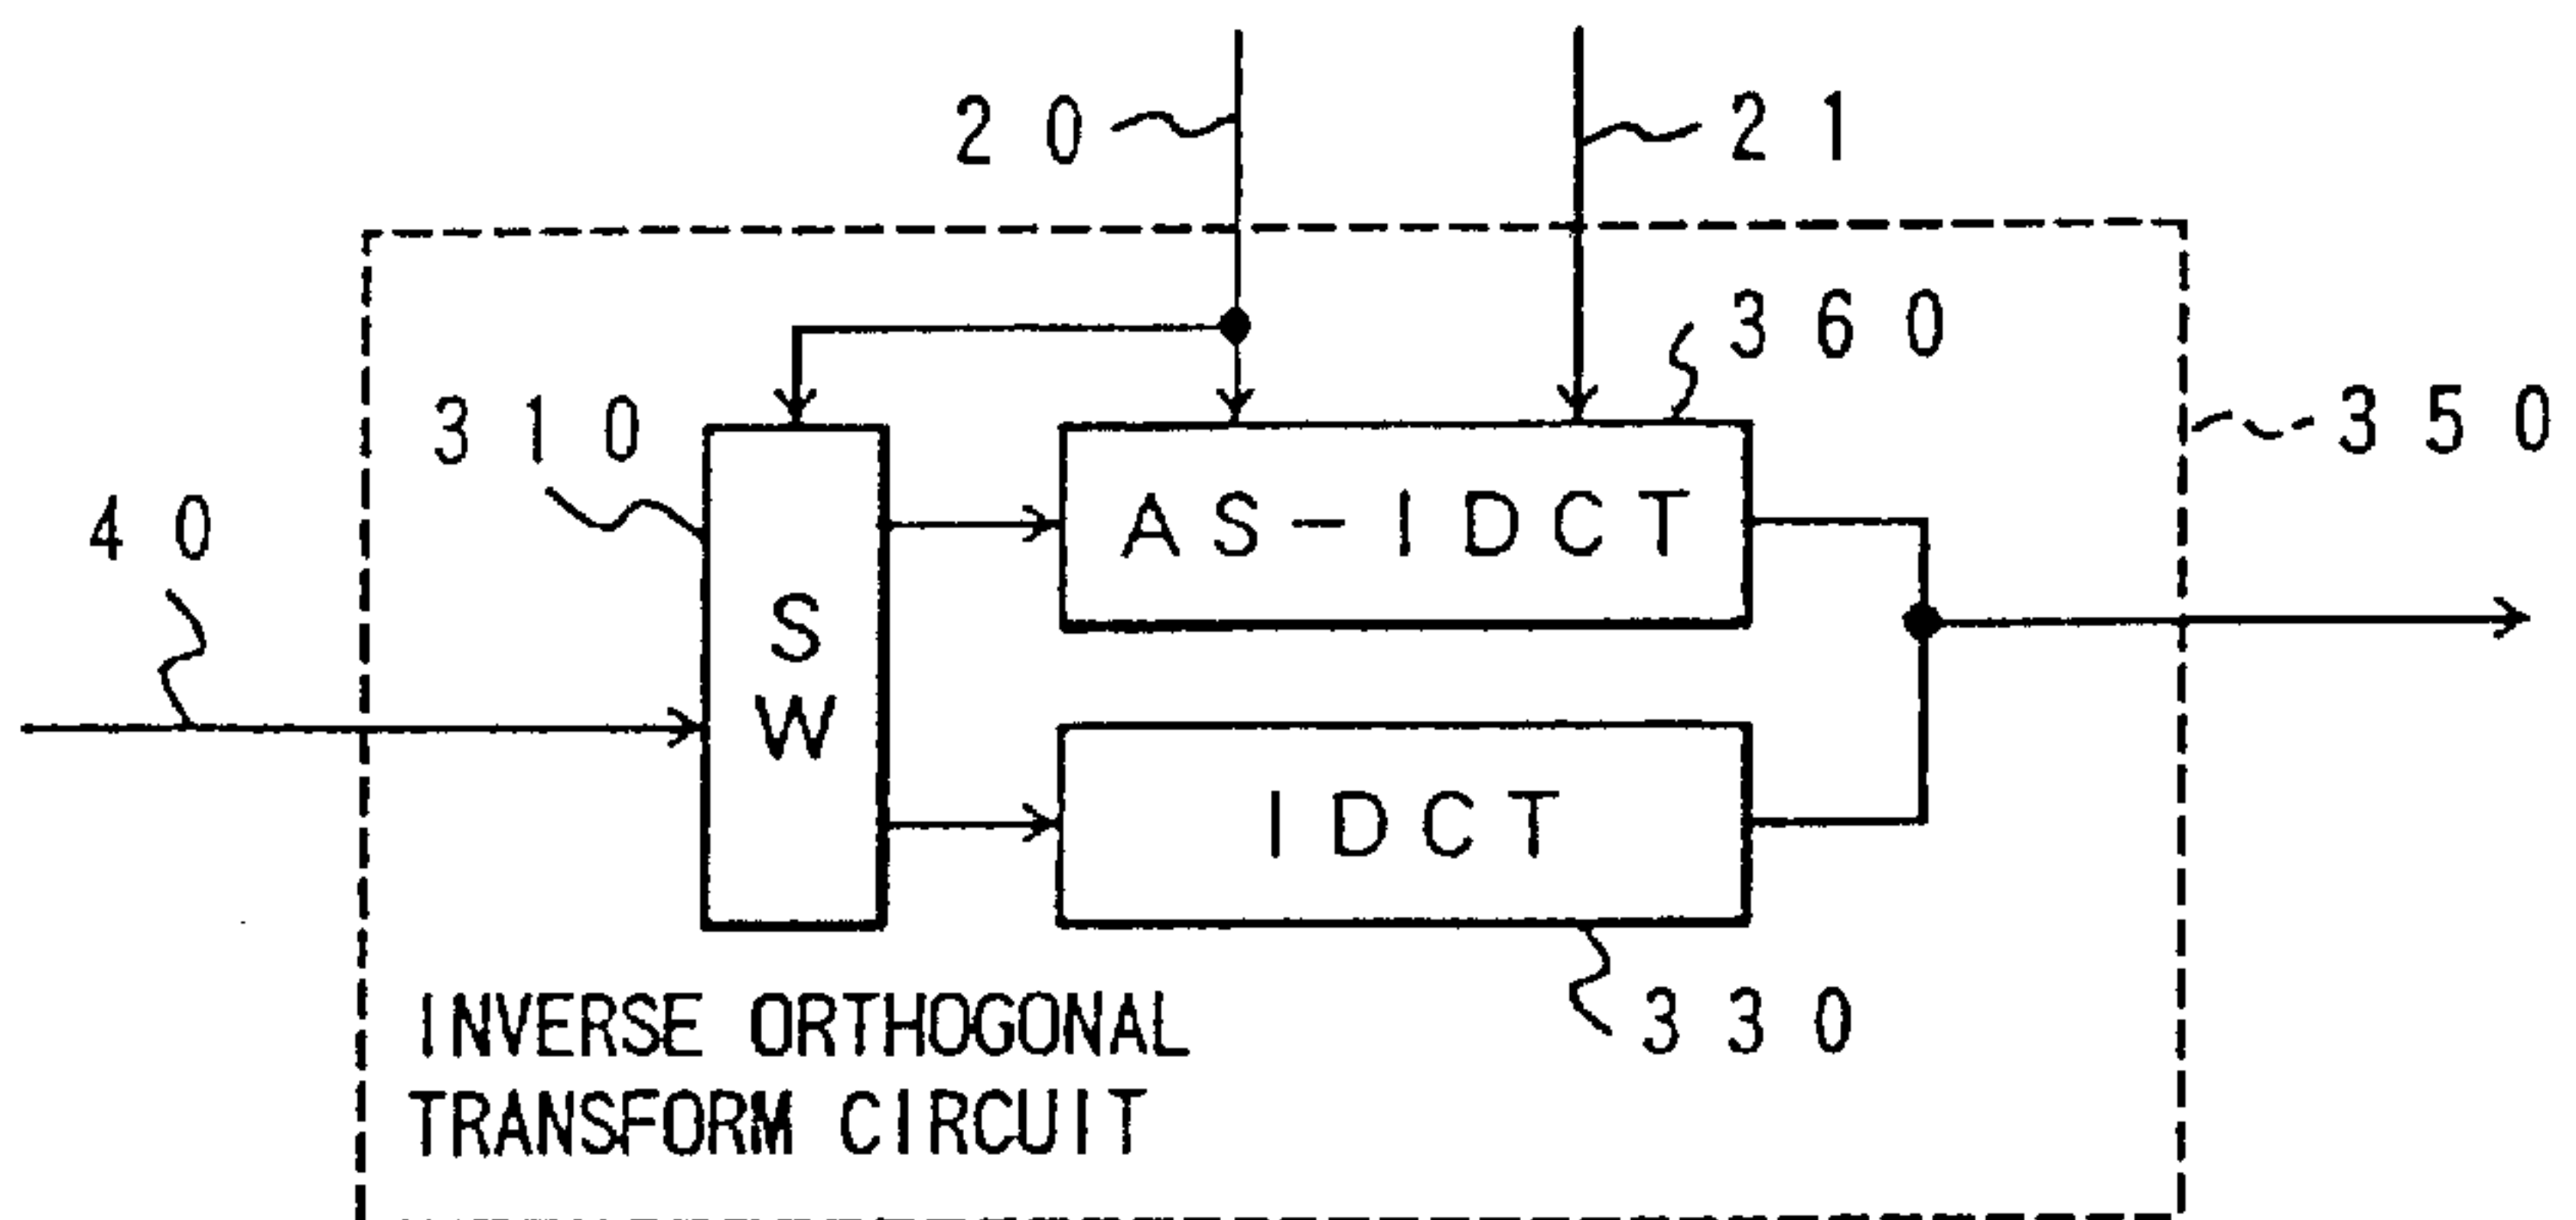 20
21
360
310
350
40
AS-IDCT
S
W
IDCT
330
INVERSE ORTHOGONAL
TRANSFORM CIRCUIT